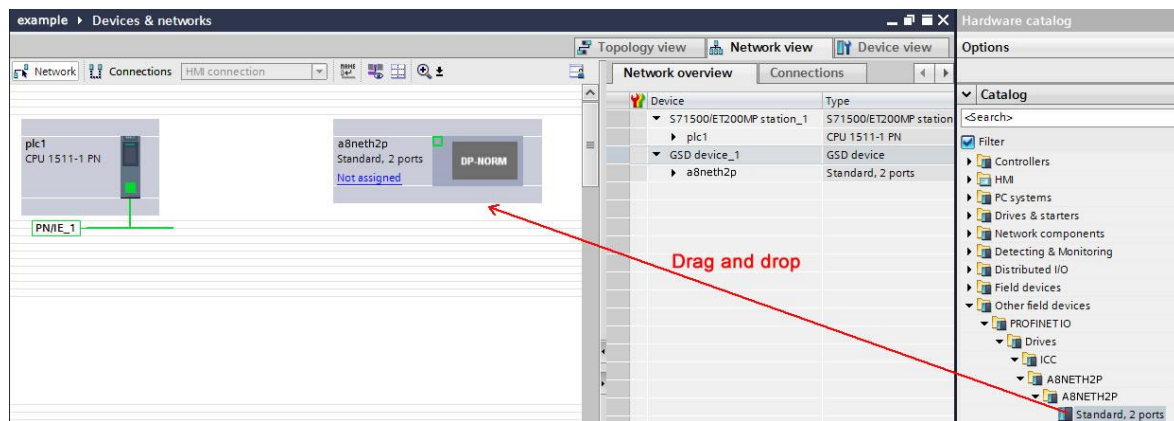 example ▸ Devices & networks
Topology view Network view Device view
Network Connections HMI connection
plc1
CPU 1511-1 PN
a8neth2p
Standard, 2 ports
Not assigned
DP-NORM
PN/IE_1
Drag and drop
Network overview Connections
Device Type
S71500/ET200MP station_1 S71500/ET200MP station
plc1 CPU 1511-1 PN
GSD device_1 GSD device
a8neth2p Standard, 2 ports
Hardware catalog
Options
Catalog
<Search>
Filter
Controllers
HMI
PC systems
Drives & starters
Network components
Detecting & Monitoring
Distributed I/O
Field devices
Other field devices
PROFINET IO
Drives
ICC
A8NETH2P
A8NETH2P
Standard, 2 ports